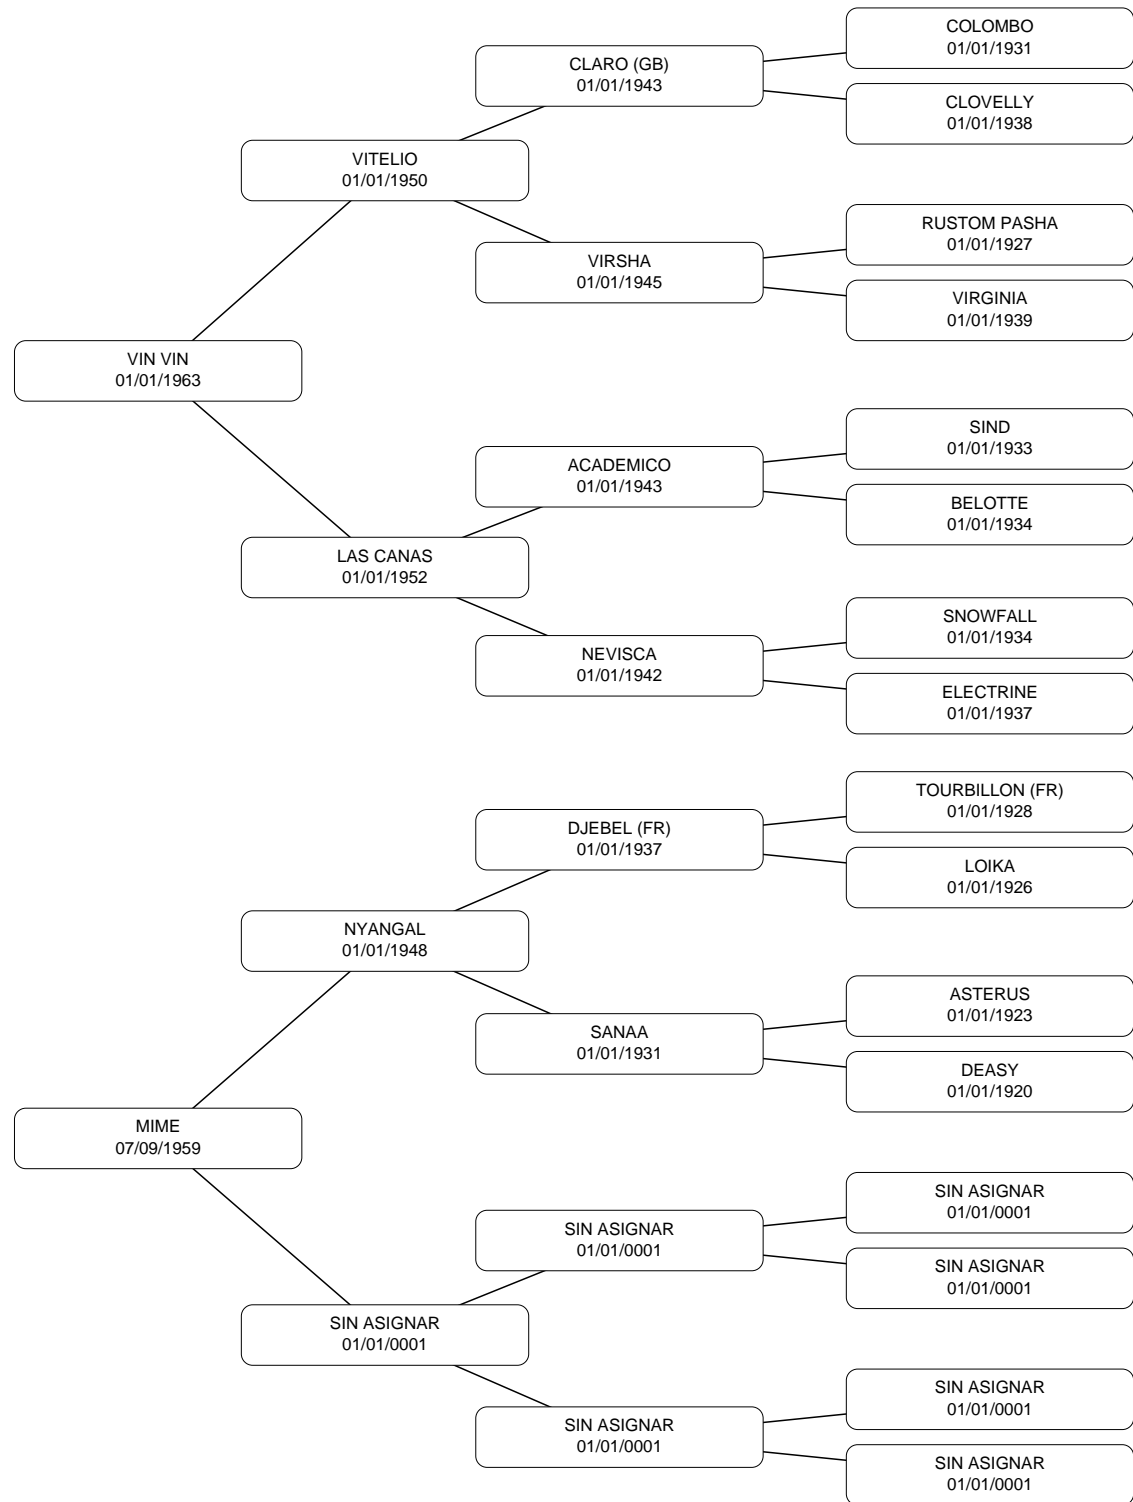 COLOMBO
01/01/1931
CLARO (GB)
01/01/1943
CLOVELLY
01/01/1938
VITELIO
01/01/1950
RUSTOM PASHA
01/01/1927
VIRSHA
01/01/1945
VIRGINIA
01/01/1939
VIN VIN
01/01/1963
SIND
01/01/1933
ACADEMICO
01/01/1943
BELOTTE
01/01/1934
LAS CANAS
01/01/1952
SNOWFALL
01/01/1934
NEVISCA
01/01/1942
ELECTRINE
01/01/1937
TOURBILLON (FR)
01/01/1928
DJEBEL (FR)
01/01/1937
LOIKA
01/01/1926
NYANGAL
01/01/1948
ASTERUS
01/01/1923
SANAA
01/01/1931
DEASY
01/01/1920
MIME
07/09/1959
SIN ASIGNAR
01/01/0001
SIN ASIGNAR
01/01/0001
SIN ASIGNAR
01/01/0001
SIN ASIGNAR
01/01/0001
SIN ASIGNAR
01/01/0001
SIN ASIGNAR
01/01/0001
SIN ASIGNAR
01/01/0001